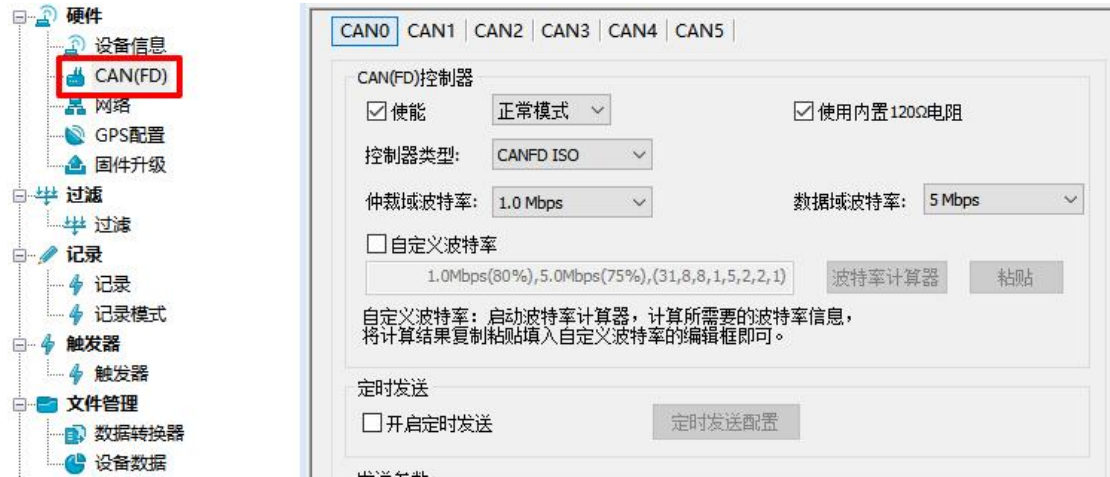 硬件
设备信息
CAN(FD)
网络
GPS配置
固件升级
过滤
过滤
记录
记录
记录模式
触发器
触发器
文件管理
数据转换器
设备数据
CAN0 CAN1 CAN2 CAN3 CAN4 CAN5
CAN(FD)控制器
使能 正常模式 使用内置120Ω电阻
控制器类型: CANFD ISO
仲裁域波特率: 1.0 Mbps 数据域波特率: 5 Mbps
自定义波特率
1.0Mbps(80%),5.0Mbps(75%),(31,8,8,1,5,2,2,1) 波特率计算器 粘贴
自定义波特率：启动波特率计算器，计算所需要的波特率信息，
将计算结果复制粘贴填入自定义波特率的编辑框即可。
定时发送
开启定时发送 定时发送配置